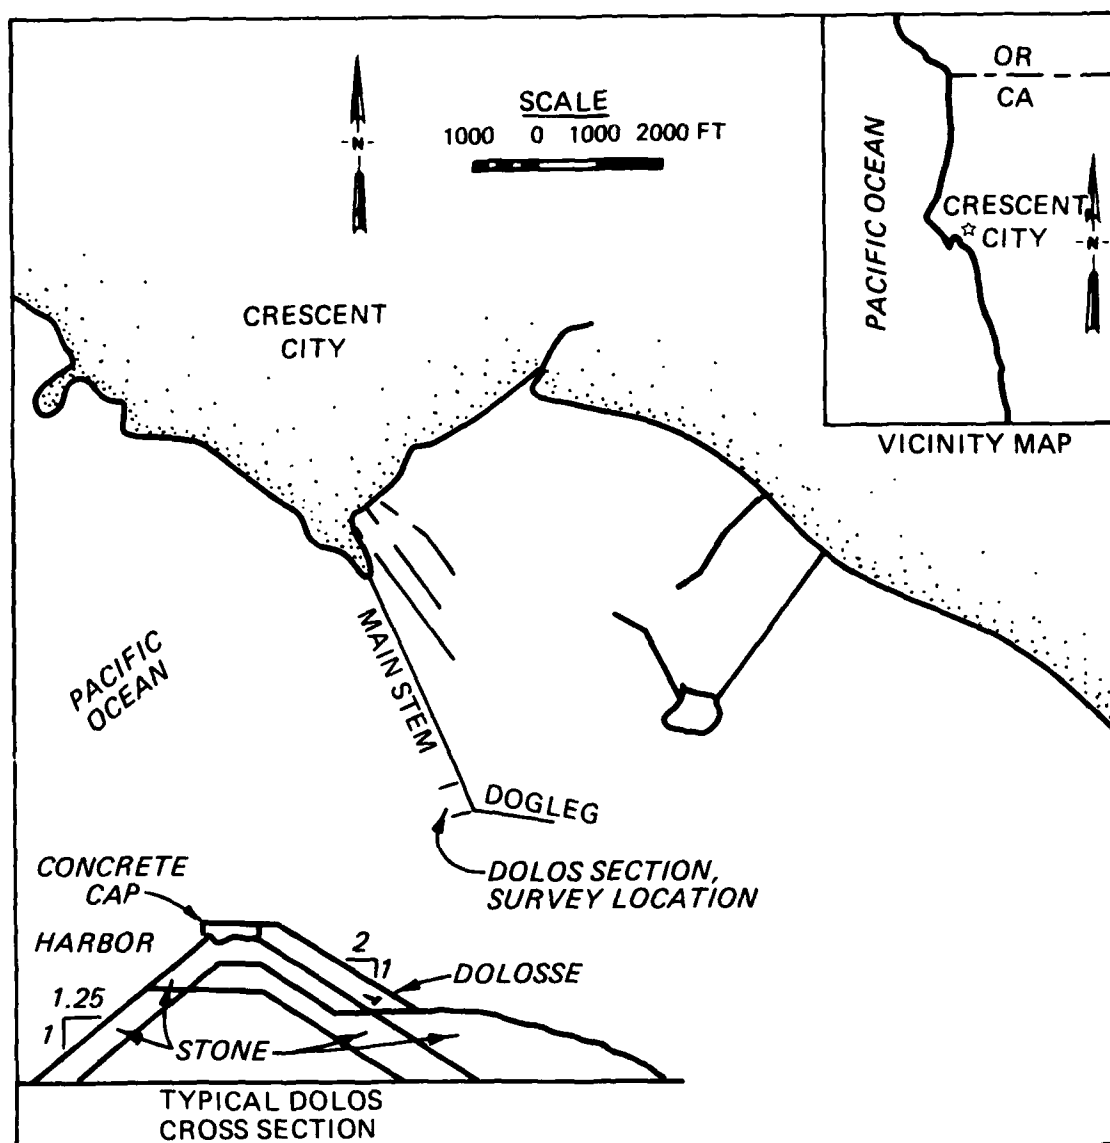 SCALE
1000 0 1000 2000 FT
-N-
OR
CA
PACIFIC OCEAN
CRESCENT
CITY
-N-
VICINITY MAP
CRESCENT
CITY
PACIFIC
OCEAN
MAIN STEM
DOGLEG
DOLOS SECTION,
SURVEY LOCATION
CONCRETE
CAP
HARBOR
2
1
DOLOSSE
1.25
1
STONE
TYPICAL DOLOS
CROSS SECTION